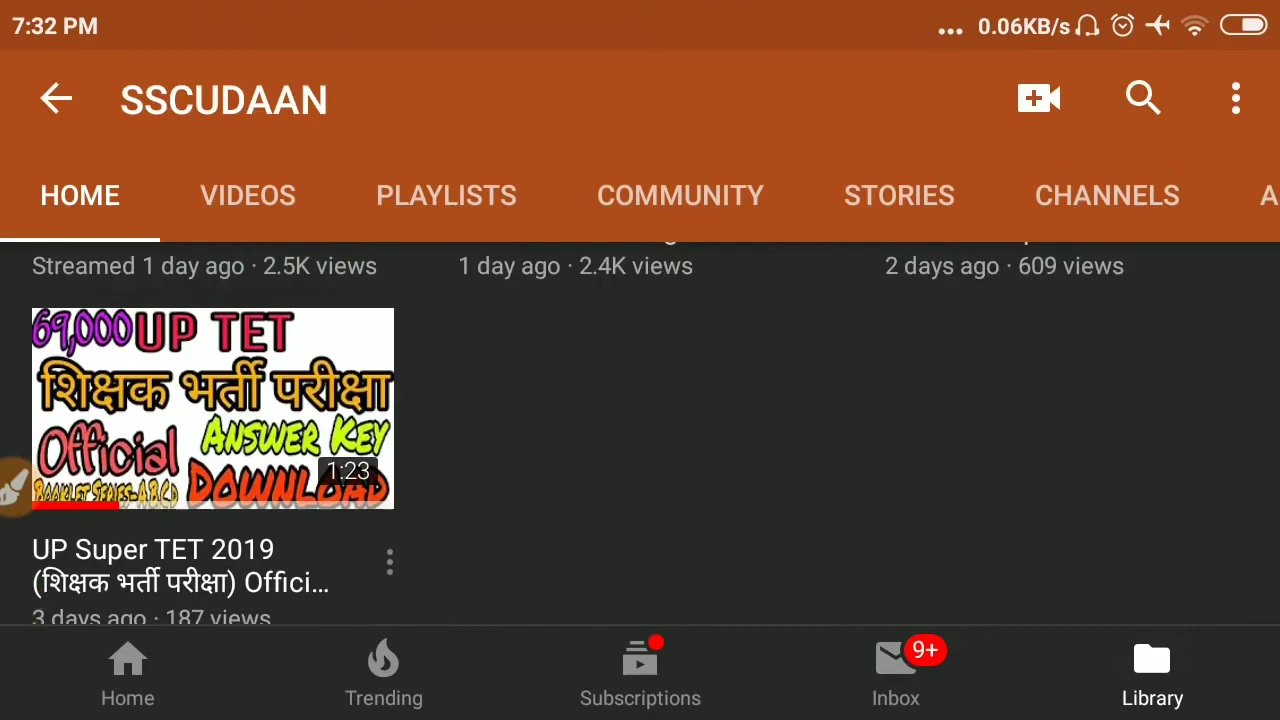 7:32 PM
... 0.06KB/s
SSCUDAAN
HOME VIDEOS PLAYLISTS COMMUNITY STORIES CHANNELS A
Streamed 1 day ago · 2.5K views
1 day ago · 2.4K views
2 days ago · 609 views
69,000 UP TET
शिक्षक भर्ती परीक्षा
Official ANSWER KEY
BOOKLET SERIES-A,B,C,D DOWNLOAD
1:23
UP Super TET 2019
(शिक्षक भर्ती परीक्षा) Offici...
3 days ago · 187 views
9+
Home Trending Subscriptions Inbox Library